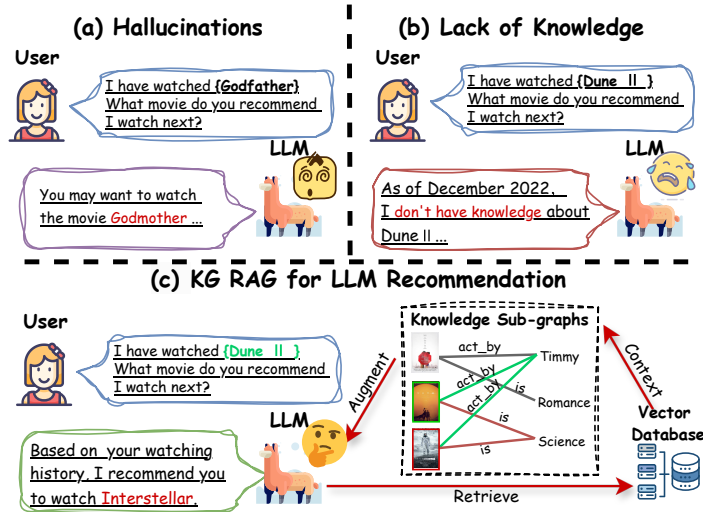 (a) Hallucinations
User
I have watched {Godfather}
What movie do you recommend
I watch next?
LLM
You may want to watch
the movie Godmother ...
(b) Lack of Knowledge
User
I have watched {Dune II }
What movie do you recommend
I watch next?
LLM
As of December 2022,
I don't have knowledge about
Dune II ...
(c) KG RAG for LLM Recommendation
User
I have watched {Dune II }
What movie do you recommend
I watch next?
LLM
Based on your watching
history, I recommend you
to watch Interstellar.
Augment
Knowledge Sub-graphs
act_by
act_by
act_by
is
is
is
Timmy
Romance
Science
Context
Vector
Database
Retrieve